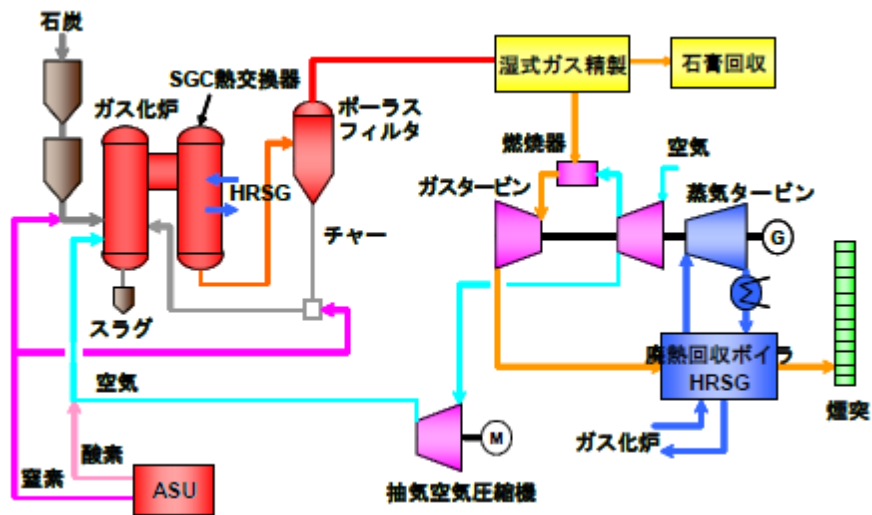 石炭
SGC熱交換器
ガス化炉
ポーラス
フィルタ
湿式ガス精製
石膏回収
燃焼器
空気
ガスタービン
蒸気タービン
HRSG
チャー
G
スラグ
廃熱回収ボイラ
HRSG
空気
煙突
M
ガス化炉
酸素
窒素
ASU
抽気空気圧縮機